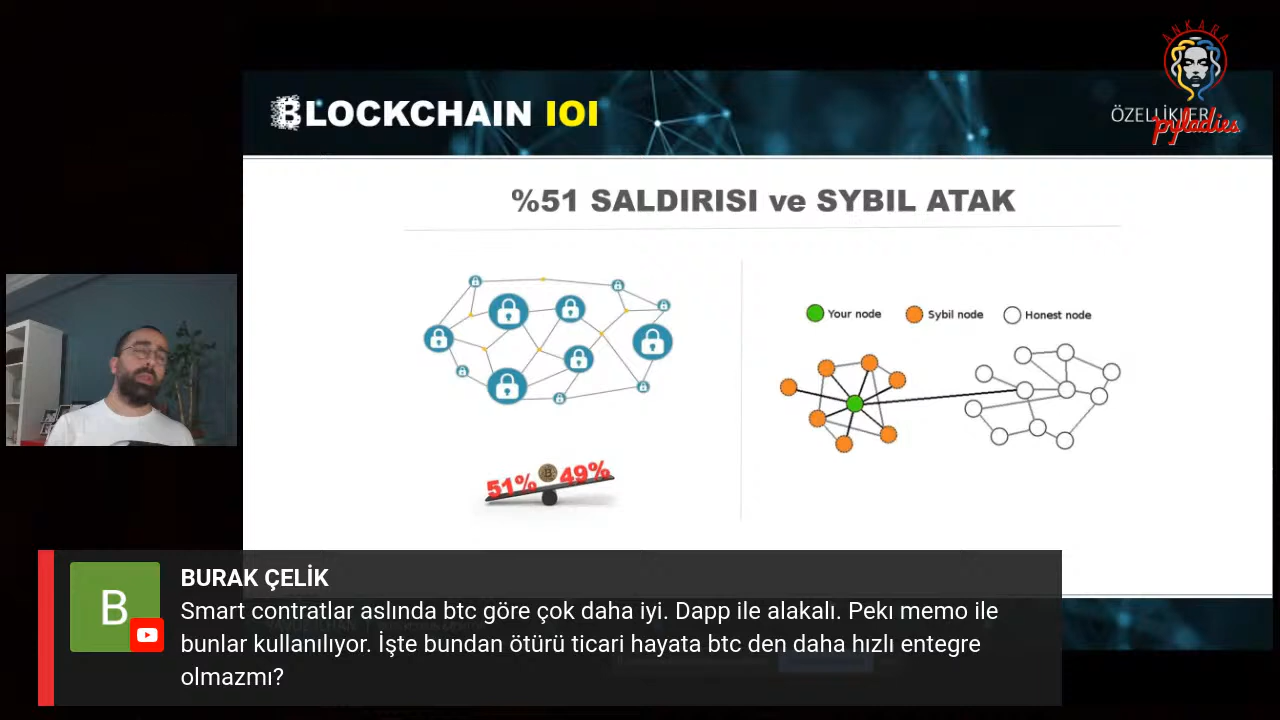 ANKARA
BLOCKCHAIN 101
ÖZELLİKLER
pyladies
%51 SALDIRISI ve SYBIL ATAK
Your node
Sybil node
Honest node
51% 49%
B
BURAK ÇELİK
Smart contratlar aslında btc göre çok daha iyi. Dapp ile alakalı. Pekı memo ile
bunlar kullanılıyor. İşte bundan ötürü ticari hayata btc den daha hızlı entegre
olmazmı?